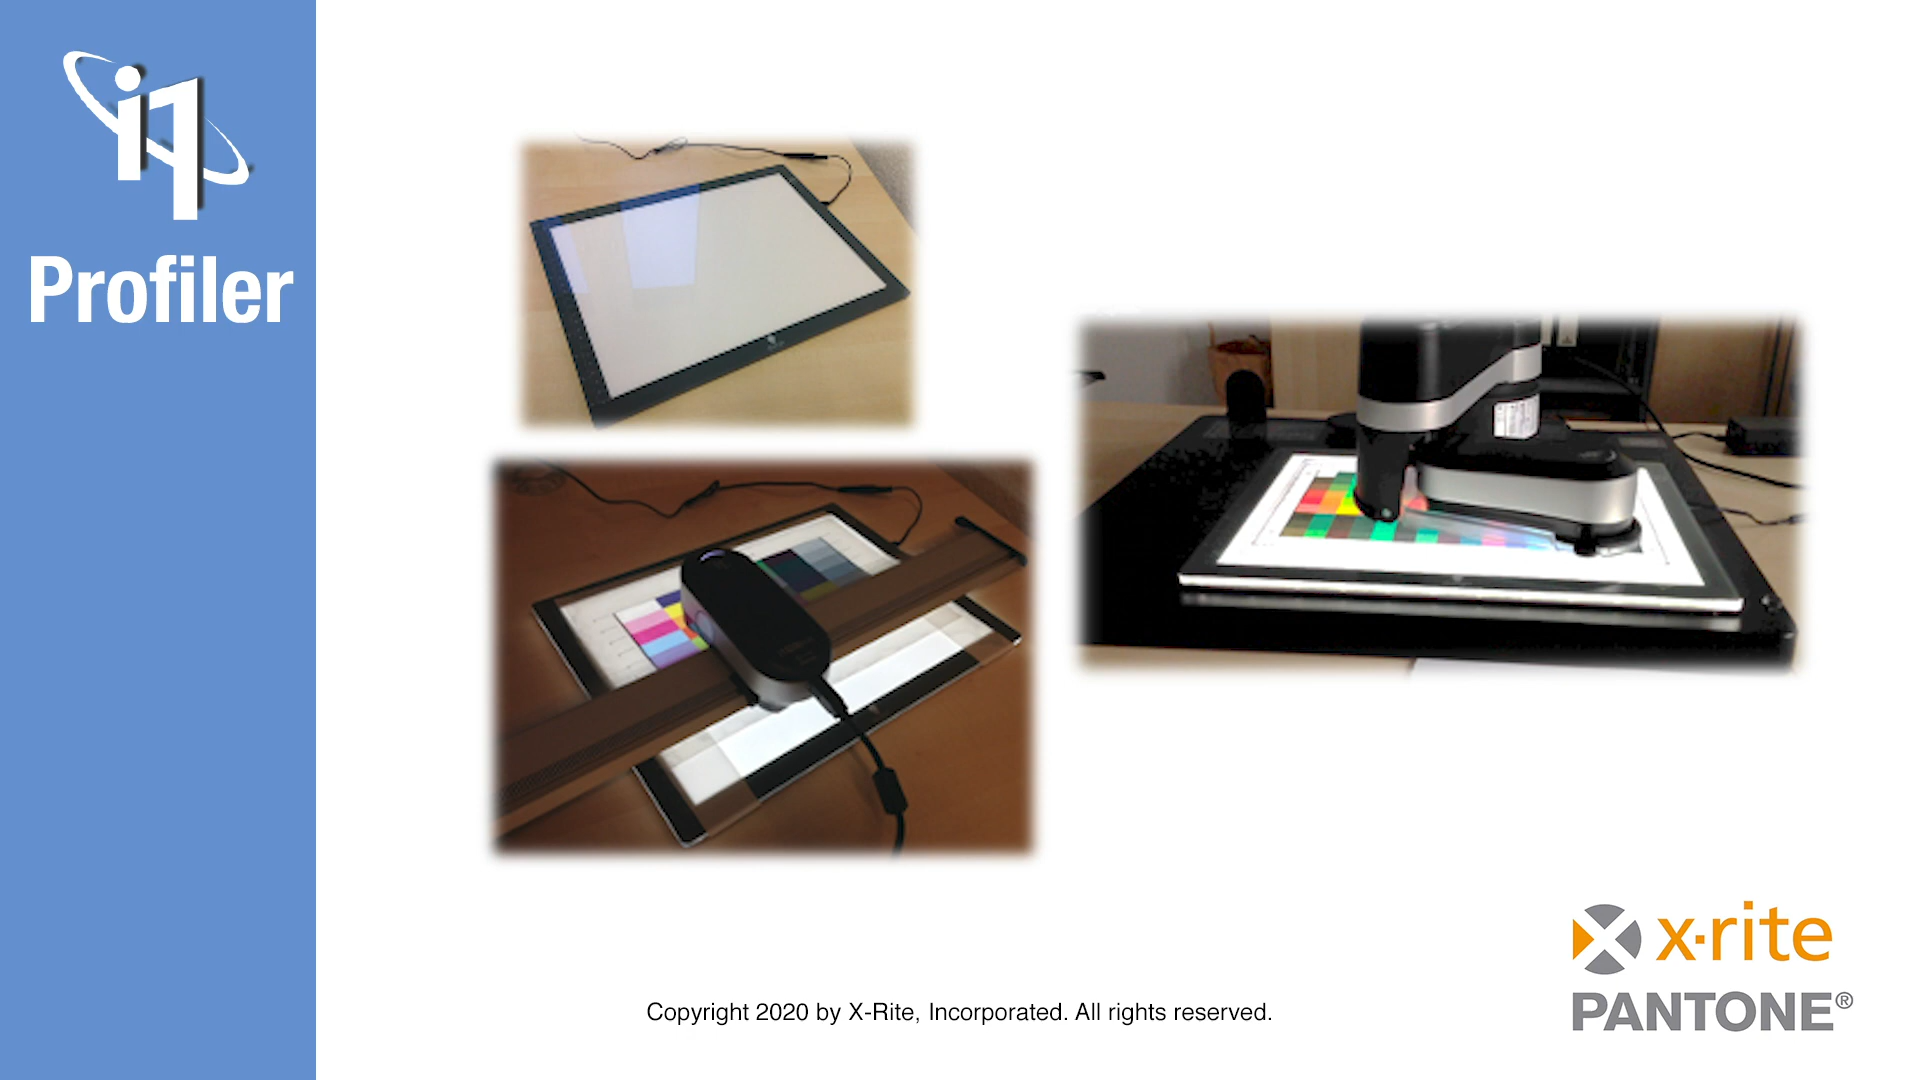 i1
Profiler
x·rite
PANTONE®
Copyright 2020 by X-Rite, Incorporated. All rights reserved.